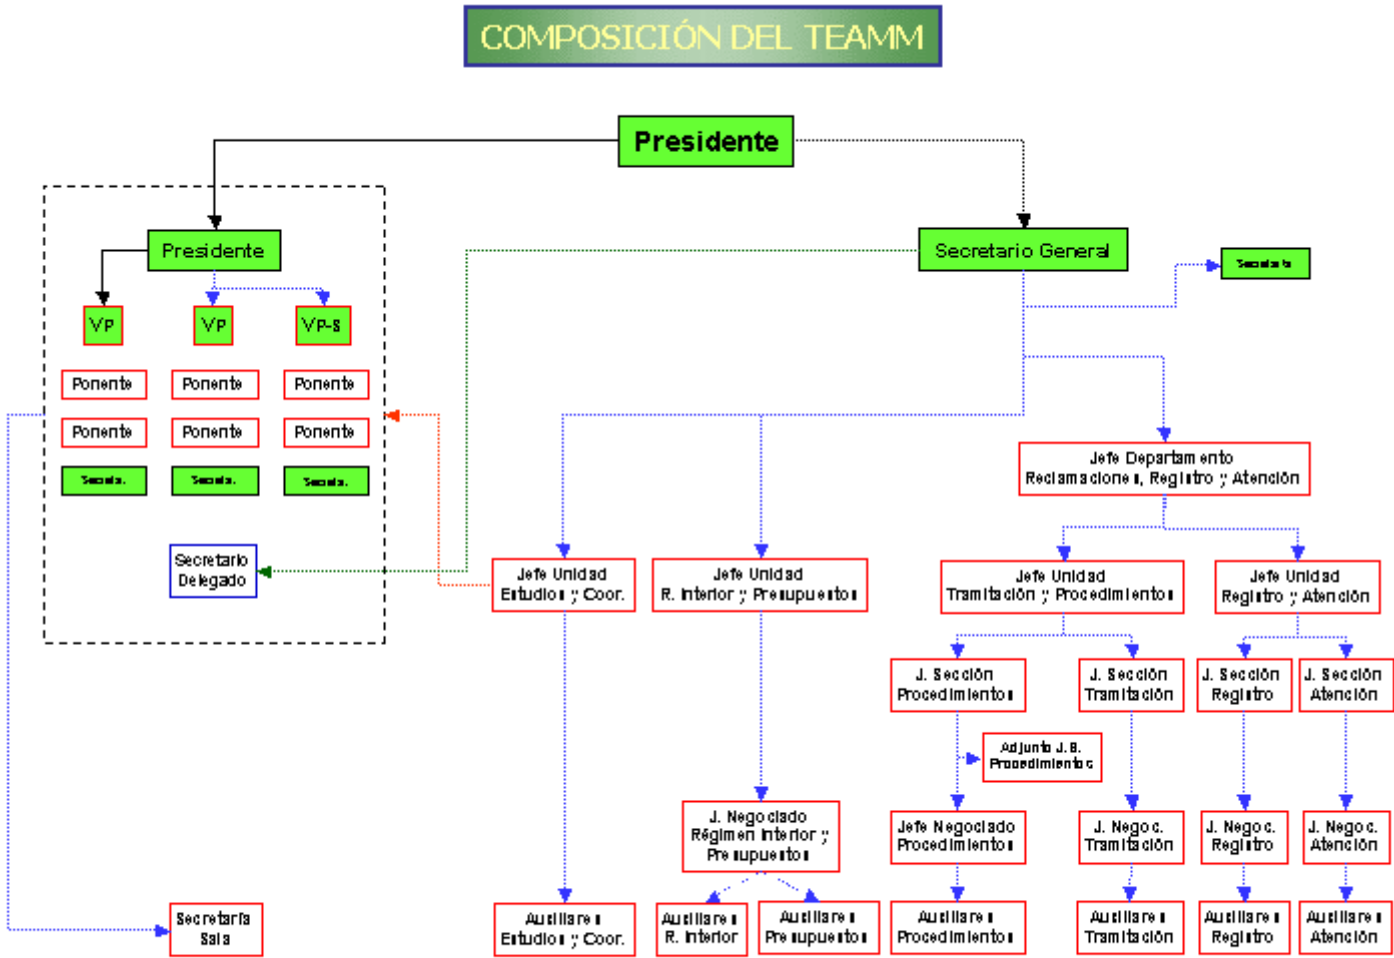 COMPOSICIÓN DEL TEAMM
Presidente
Presidente
Secretario General
Secretaria
VP
VP
VP-S
Ponente
Ponente
Ponente
Ponente
Ponente
Ponente
Secreta.
Secreta.
Secreta.
Secretario
Delegado
Jefe Departamento
Reclamaciones, Registro y Atención
Jefe Unidad
Estudios y Coor.
Jefe Unidad
R. Interior y Presupuestos
Jefe Unidad
Tramitación y Procedimientos
Jefe Unidad
Registro y Atención
J. Sección
Procedimientos
J. Sección
Tramitación
J. Sección
Registro
J. Sección
Atención
Adjunto J.S.
Procedimientos
J. Negociado
Régimen Interior y
Presupuestos
Jefe Negociado
Procedimientos
J. Negoc.
Tramitación
J. Negoc.
Registro
J. Negoc.
Atención
Secretaría
Sala
Auxiliares
Estudios y Coor.
Auxiliares
R. Interior
Auxiliares
Presupuestos
Auxiliares
Procedimientos
Auxiliares
Tramitación
Auxiliares
Registro
Auxiliares
Atención